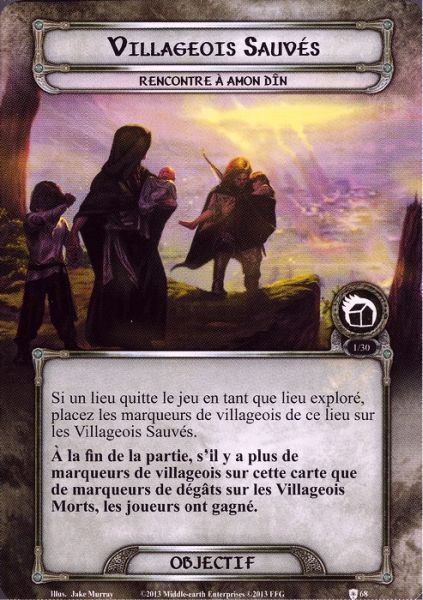 Villageois Sauvés
Rencontre à Amon Dîn
1/30
Si un lieu quitte le jeu en tant que lieu exploré,
placez les marqueurs de villageois de ce lieu sur
les Villageois Sauvés.
À la fin de la partie, s'il y a plus de
marqueurs de villageois sur cette carte que
de marqueurs de dégâts sur les Villageois
Morts, les joueurs ont gagné.
Objectif
Illus. Jake Murray ©2013 Middle-earth Enterprises ©2013 FFG 68